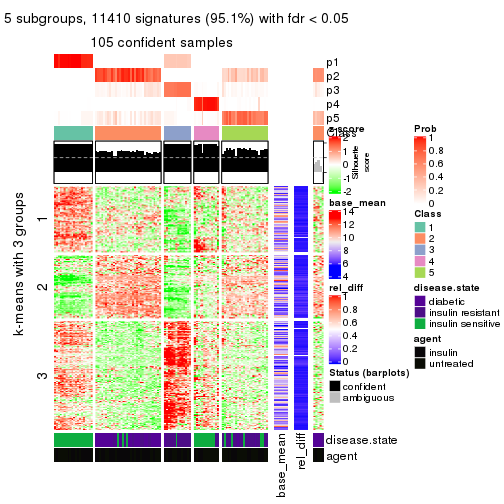 5 subgroups, 11410 signatures (95.1%) with fdr < 0.05
105 confident samples
p1
p2
p3
p4
p5
Class
Silhouette
score
k-means with 3 groups
1
2
3
disease.state
agent
base_mean
rel_diff
z-score
2
1
0
-1
-2
base_mean
14
12
10
8
6
4
rel_diff
1
0.8
0.6
0.4
0.2
0
Status (barplots)
confident
ambiguous
Prob
1
0.8
0.6
0.4
0.2
0
Class
1
2
3
4
5
disease.state
diabetic
insulin resistant
insulin sensitive
agent
insulin
untreated